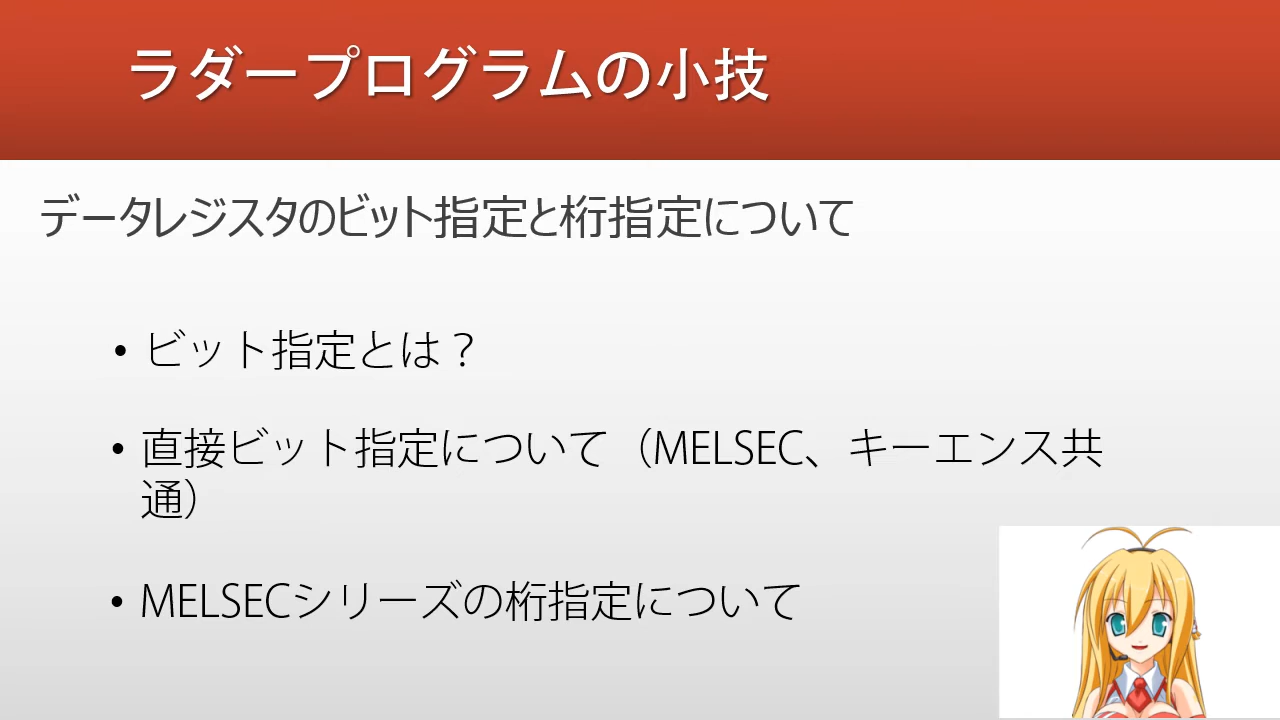 ラダープログラムの小技
データレジスタのビット指定と桁指定について
• ビット指定とは？
• 直接ビット指定について（MELSEC、キーエンス共
通）
• MELSECシリーズの桁指定について